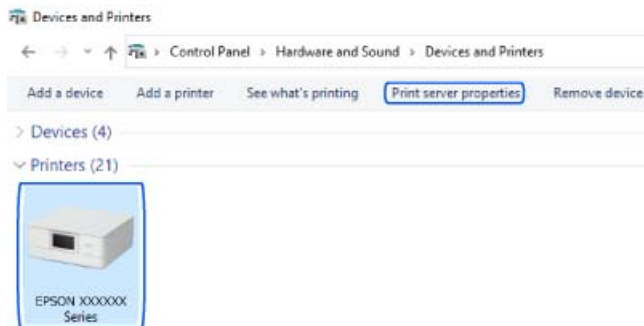 Devices and Printers
Control Panel > Hardware and Sound > Devices and Printers
Add a device Add a printer See what's printing Print server properties Remove device
Devices (4)
Printers (21)
EPSON XXXXXX
Series